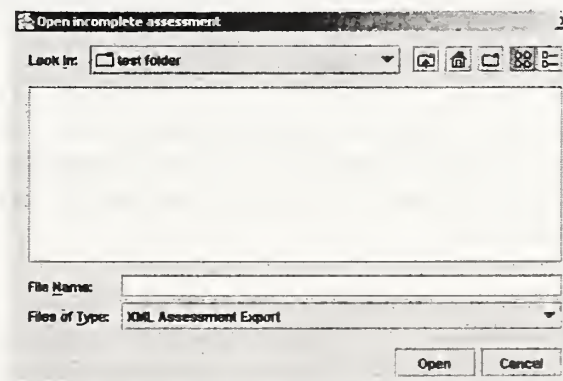 Open incomplete assessment
Look In: test folder
File Name:
Files of Type: XML Assessment Export
Open Cancel